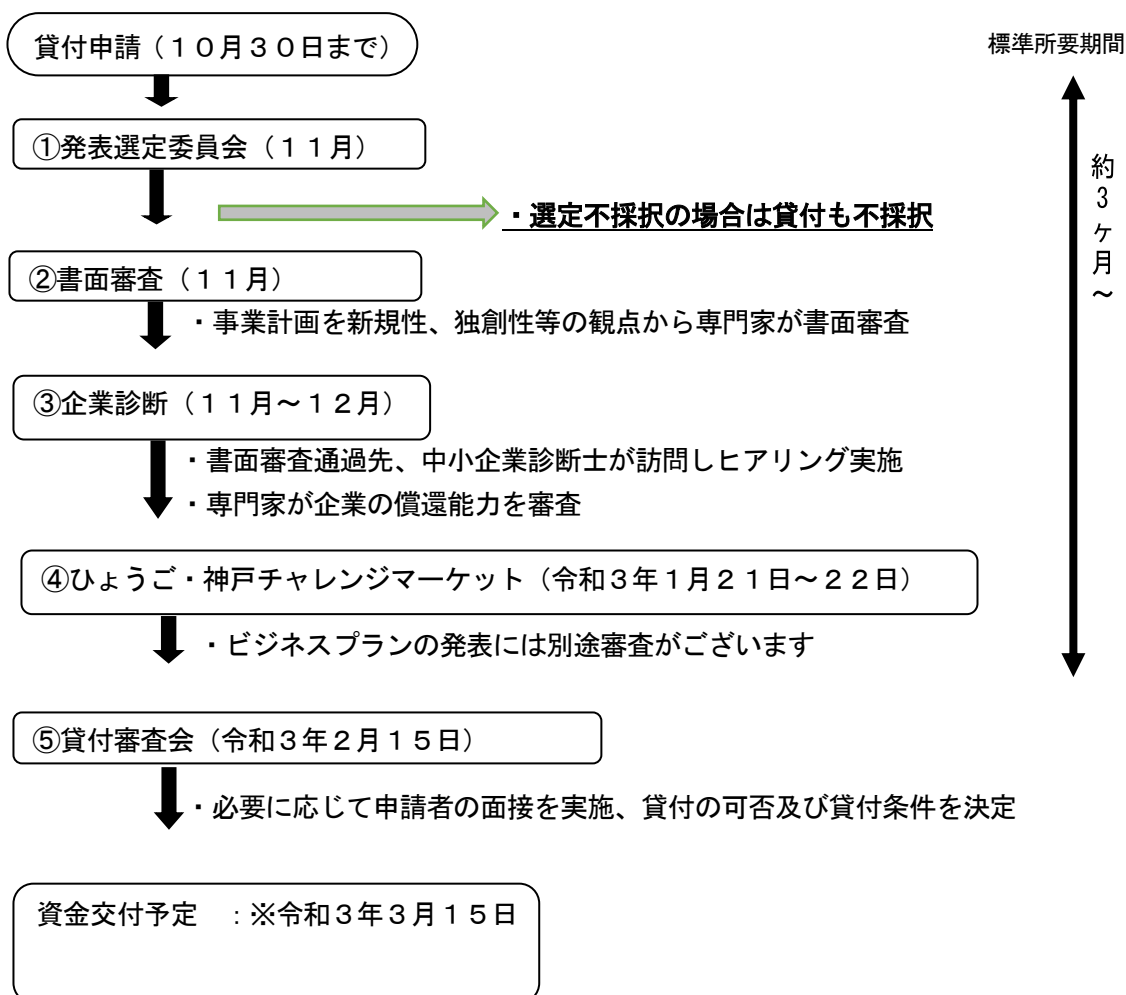 貸付申請（１０月３０日まで）
標準所要期間
約３ヶ月～
①発表選定委員会（１１月）
・選定不採択の場合は貸付も不採択
②書面審査（１１月）
・事業計画を新規性、独創性等の観点から専門家が書面審査
③企業診断（１１月～１２月）
・書面審査通過先、中小企業診断士が訪問しヒアリング実施
・専門家が企業の償還能力を審査
④ひょうご・神戸チャレンジマーケット（令和３年１月２１日～２２日）
・ビジネスプランの発表には別途審査がございます
⑤貸付審査会（令和３年２月１５日）
・必要に応じて申請者の面接を実施、貸付の可否及び貸付条件を決定
資金交付予定　：※令和３年３月１５日